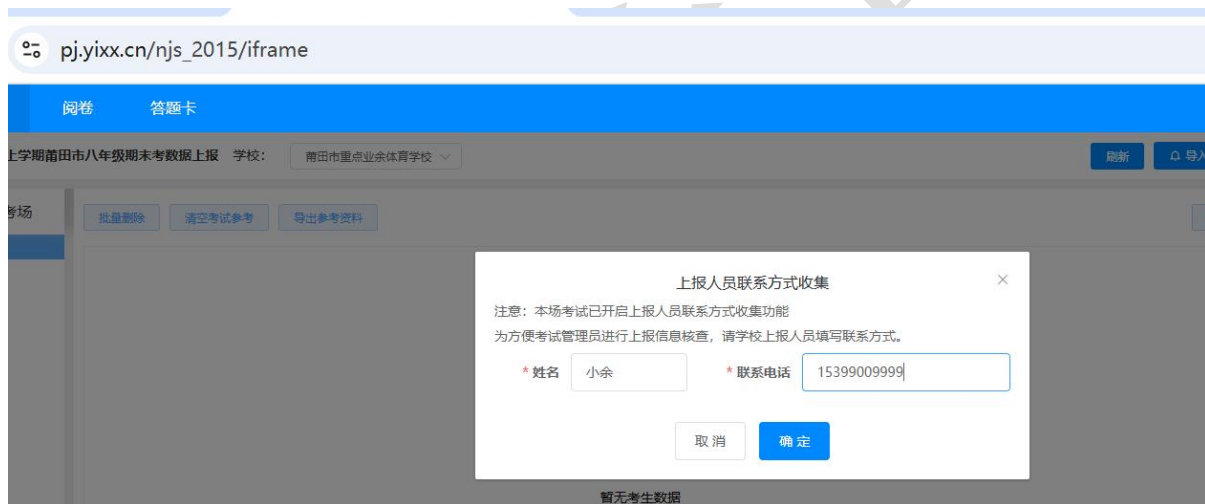 pj.yixx.cn/njs_2015/iframe
阅卷 答题卡
上学期莆田市八年级期末考数据上报 学校： 莆田市重点业余体育学校 刷新 导入
考场 批量删除 清空考试参考 导出参考资料
上报人员联系方式收集
注意：本场考试已开启上报人员联系方式收集功能
为方便考试管理员进行上报信息核查，请学校上报人员填写联系方式。
* 姓名 小余 * 联系电话 15399009999
取消 确定
暂无考生数据